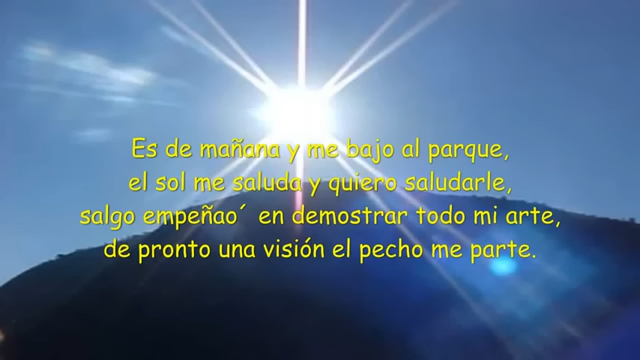 Es de mañana y me bajo al parque,
el sol me saluda y quiero saludarle,
salgo empeñao´ en demostrar todo mi arte,
de pronto una visión el pecho me parte.